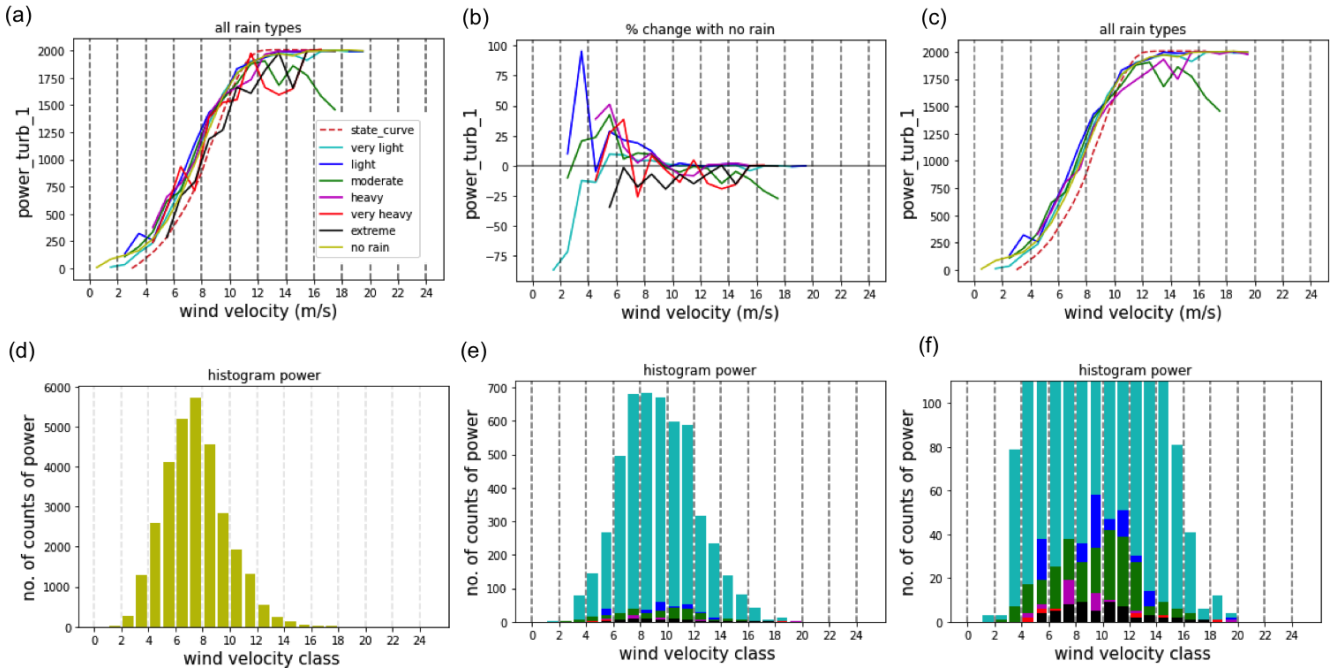 (a)
all rain types
power_turb_1
2000
1750
1500
1250
1000
750
500
250
0
state_curve
very light
light
moderate
heavy
very heavy
extreme
no rain
0 2 4 6 8 10 12 14 16 18 20 22 24
wind velocity (m/s)
(b)
% change with no rain
power_turb_1
100
75
50
25
0
−25
−50
−75
0 2 4 6 8 10 12 14 16 18 20 22 24
wind velocity (m/s)
(c)
all rain types
power_turb_1
2000
1750
1500
1250
1000
750
500
250
0
0 2 4 6 8 10 12 14 16 18 20 22 24
wind velocity (m/s)
(d)
histogram power
no. of counts of power
6000
5000
4000
3000
2000
1000
0
0 2 4 6 8 10 12 14 16 18 20 22 24
wind velocity class
(e)
histogram power
no. of counts of power
700
600
500
400
300
200
100
0
0 2 4 6 8 10 12 14 16 18 20 22 24
wind velocity class
(f)
histogram power
no. of counts of power
100
80
60
40
20
0
0 2 4 6 8 10 12 14 16 18 20 22 24
wind velocity class